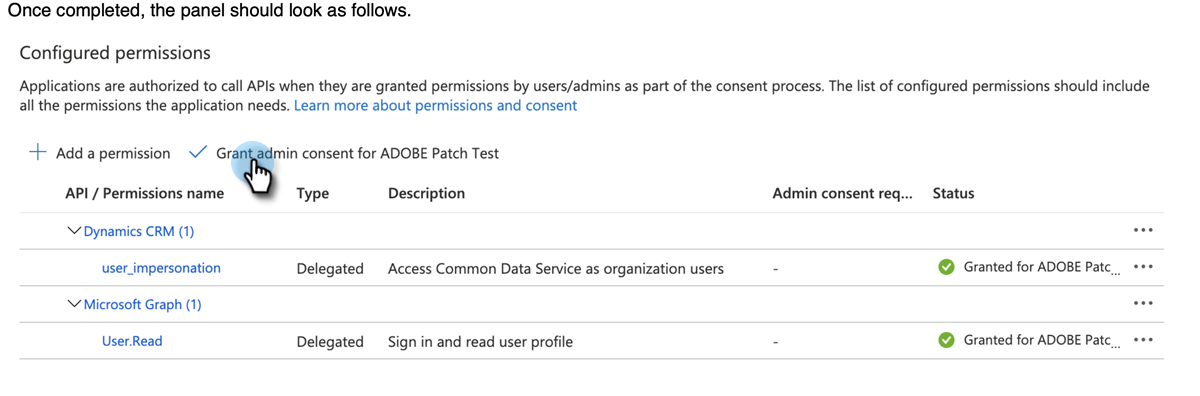 Once completed, the panel should look as follows.
Configured permissions
Applications are authorized to call APIs when they are granted permissions by users/admins as part of the consent process. The list of configured permissions should include
all the permissions the application needs. Learn more about permissions and consent
Add a permission Grant admin consent for ADOBE Patch Test
API / Permissions name Type Description Admin consent req... Status
Dynamics CRM (1) ...
user_impersonation Delegated Access Common Data Service as organization users - Granted for ADOBE Patc... ...
Microsoft Graph (1) ...
User.Read Delegated Sign in and read user profile - Granted for ADOBE Patc... ...